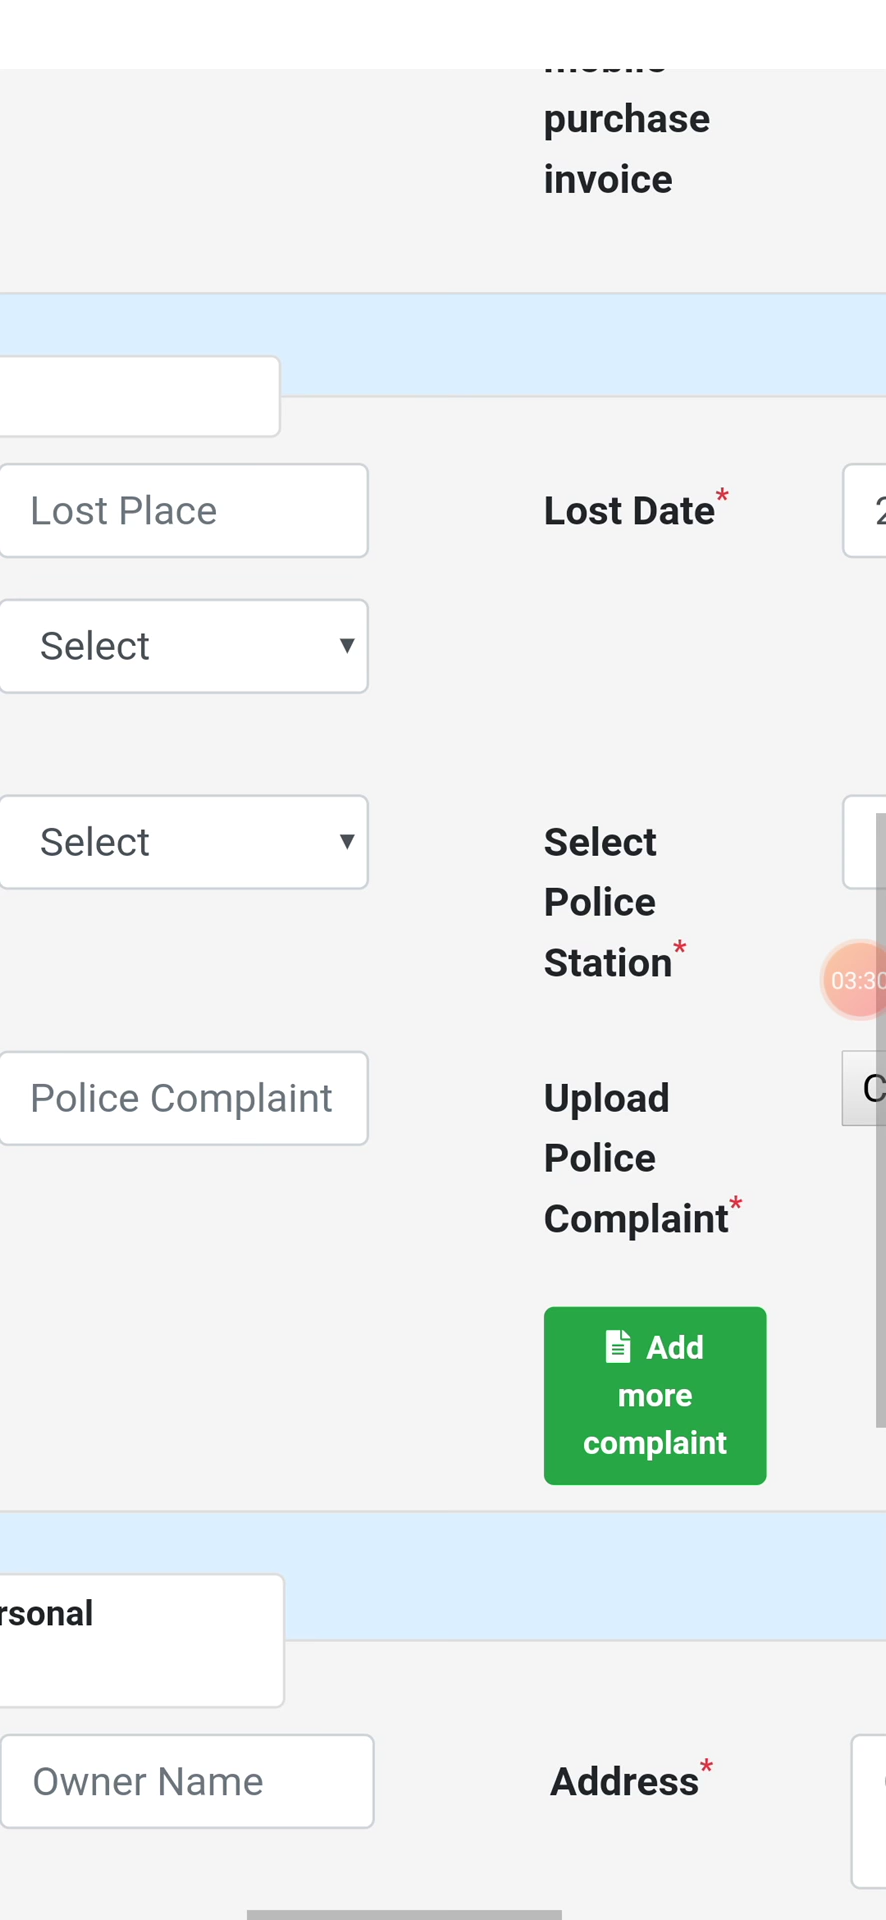 purchase
invoice
Lost Place
Lost Date*
Select
Select
Select
Police
Station*
03:30
Police Complaint
Upload
Police
Complaint*
Add
more
complaint
rsonal
Owner Name
Address*